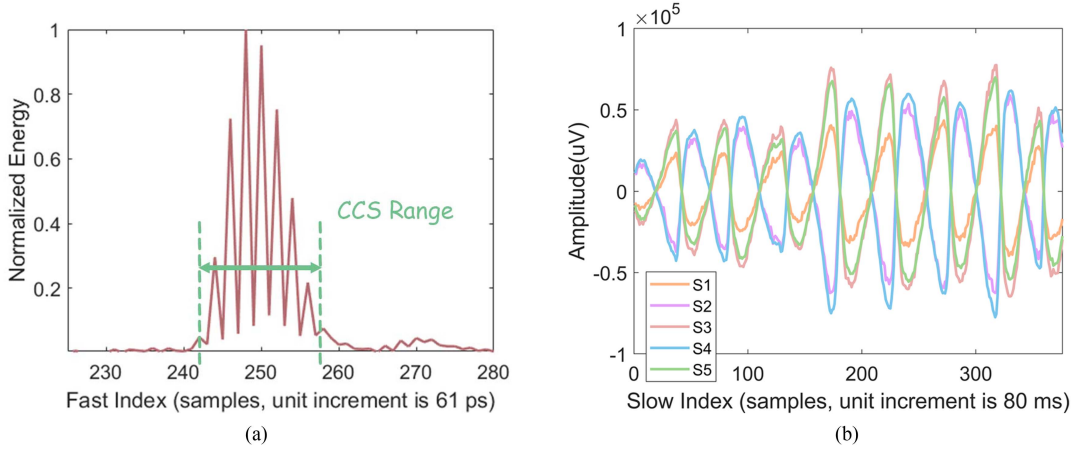 1
0.8
0.6
0.4
0.2
Normalized Energy
CCS Range
230 240 250 260 270 280
Fast Index (samples, unit increment is 61 ps)
(a)
×10⁵
1
0.5
0
-0.5
-1
Amplitude(uV)
S1
S2
S3
S4
S5
0 100 200 300
Slow Index (samples, unit increment is 80 ms)
(b)